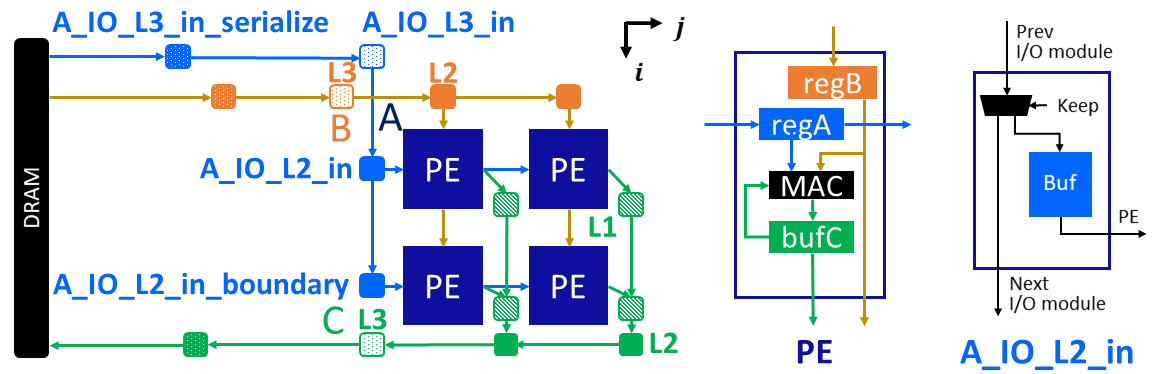 A_IO_L3_in_serialize
A_IO_L3_in
j
i
L3
L2
B
A
DRAM
A_IO_L2_in
PE
PE
L1
A_IO_L2_in_boundary
PE
PE
C
L3
L2
regB
regA
MAC
bufC
PE
Prev
I/O module
Keep
Buf
PE
Next
I/O module
A_IO_L2_in